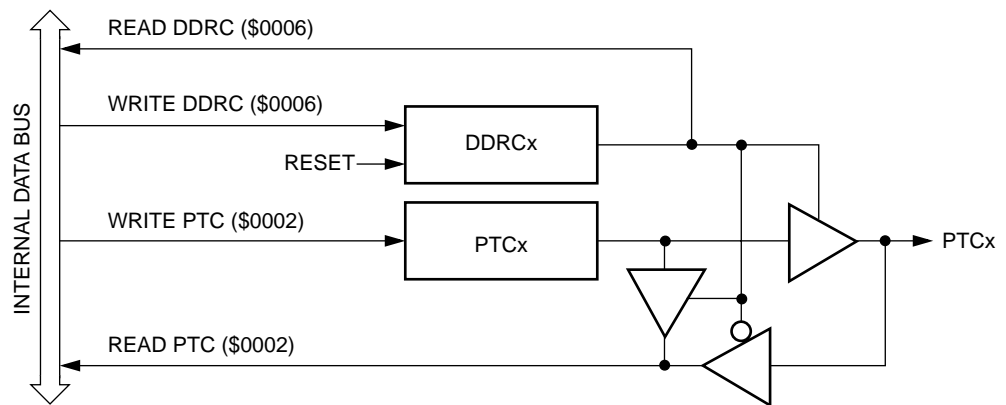 READ DDRC ($0006)
WRITE DDRC ($0006)
DDRCx
RESET
WRITE PTC ($0002)
PTCx
PTCx
READ PTC ($0002)
INTERNAL DATA BUS